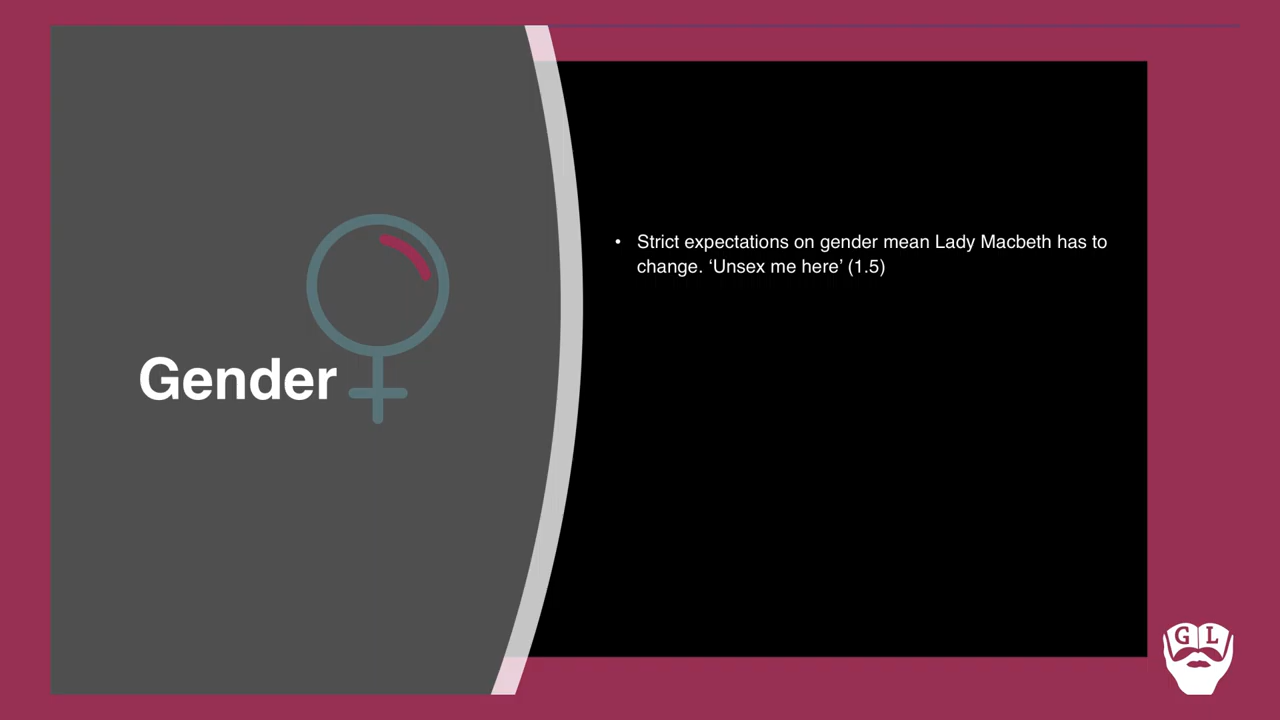 Gender
• Strict expectations on gender mean Lady Macbeth has to
change. ‘Unsex me here’ (1.5)
G L